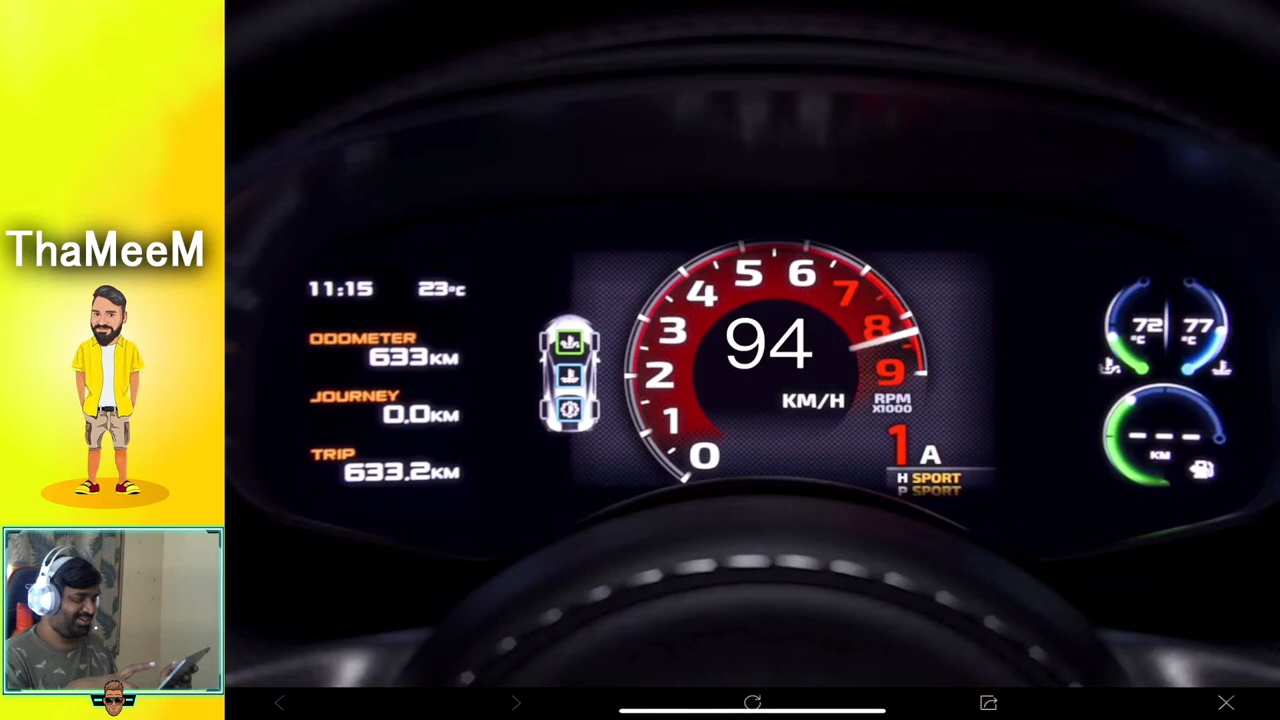 ThaMeeM
11:15 23°C
ODOMETER
633KM
JOURNEY
0.0KM
TRIP
633.2KM
0
1
2
3
4
5
6
7
8
9
94
KM/H
RPM
X1000
1 A
H SPORT
P SPORT
72 °C
77 °C
---
KM